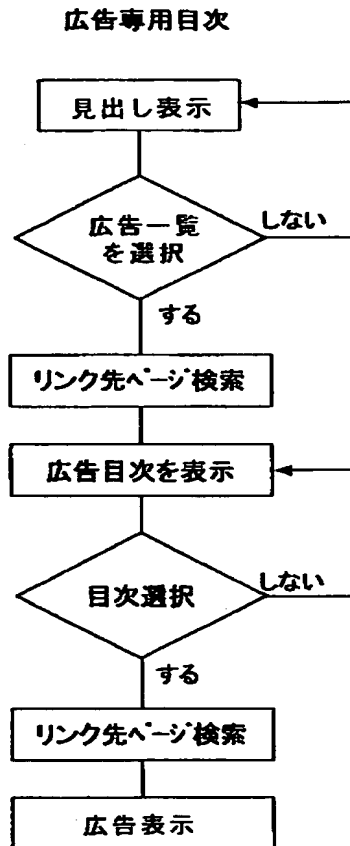 広告専用目次
見出し表示
広告一覧
を選択
しない
する
リンク先ページ検索
広告目次を表示
目次選択
しない
する
リンク先ページ検索
広告表示